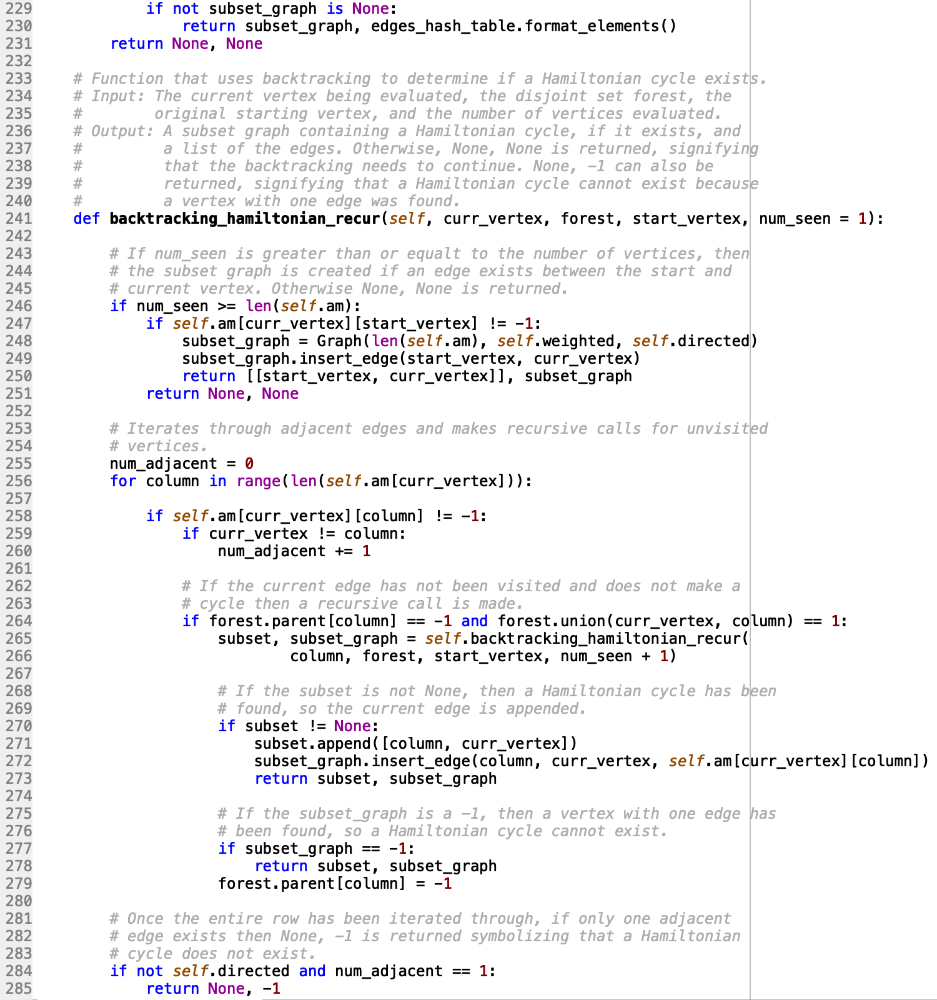 229             if not subset_graph is None:
230                 return subset_graph, edges_hash_table.format_elements()
231         return None, None
232
233     # Function that uses backtracking to determine if a Hamiltonian cycle exists.
234     # Input: The current vertex being evaluated, the disjoint set forest, the
235     #        original starting vertex, and the number of vertices evaluated.
236     # Output: A subset graph containing a Hamiltonian cycle, if it exists, and
237     #         a list of the edges. Otherwise, None, None is returned, signifying
238     #         that the backtracking needs to continue. None, -1 can also be
239     #         returned, signifying that a Hamiltonian cycle cannot exist because
240     #         a vertex with one edge was found.
241     def backtracking_hamiltonian_recur(self, curr_vertex, forest, start_vertex, num_seen = 1):
242
243         # If num_seen is greater than or equalt to the number of vertices, then
244         # the subset graph is created if an edge exists between the start and
245         # current vertex. Otherwise None, None is returned.
246         if num_seen >= len(self.am):
247             if self.am[curr_vertex][start_vertex] != -1:
248                 subset_graph = Graph(len(self.am), self.weighted, self.directed)
249                 subset_graph.insert_edge(start_vertex, curr_vertex)
250                 return [[start_vertex, curr_vertex]], subset_graph
251             return None, None
252
253         # Iterates through adjacent edges and makes recursive calls for unvisited
254         # vertices.
255         num_adjacent = 0
256         for column in range(len(self.am[curr_vertex])):
257
258             if self.am[curr_vertex][column] != -1:
259                 if curr_vertex != column:
260                     num_adjacent += 1
261
262                 # If the current edge has not been visited and does not make a
263                 # cycle then a recursive call is made.
264                 if forest.parent[column] == -1 and forest.union(curr_vertex, column) == 1:
265                     subset, subset_graph = self.backtracking_hamiltonian_recur(
266                             column, forest, start_vertex, num_seen + 1)
267
268                     # If the subset is not None, then a Hamiltonian cycle has been
269                     # found, so the current edge is appended.
270                     if subset != None:
271                         subset.append([column, curr_vertex])
272                         subset_graph.insert_edge(column, curr_vertex, self.am[curr_vertex][column])
273                         return subset, subset_graph
274
275                     # If the subset_graph is a -1, then a vertex with one edge has
276                     # been found, so a Hamiltonian cycle cannot exist.
277                     if subset_graph == -1:
278                         return subset, subset_graph
279                     forest.parent[column] = -1
280
281         # Once the entire row has been iterated through, if only one adjacent
282         # edge exists then None, -1 is returned symbolizing that a Hamiltonian
283         # cycle does not exist.
284         if not self.directed and num_adjacent == 1:
285             return None, -1